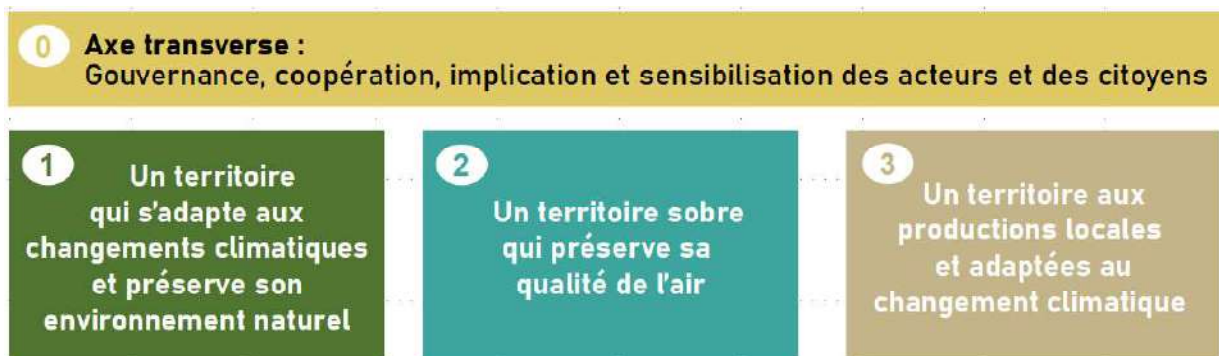 0
Axe transverse :
Gouvernance, coopération, implication et sensibilisation des acteurs et des citoyens
1
Un territoire
qui s’adapte aux
changements climatiques
et préserve son
environnement naturel
2
Un territoire sobre
qui préserve sa
qualité de l’air
3
Un territoire aux
productions locales
et adaptées au
changement climatique